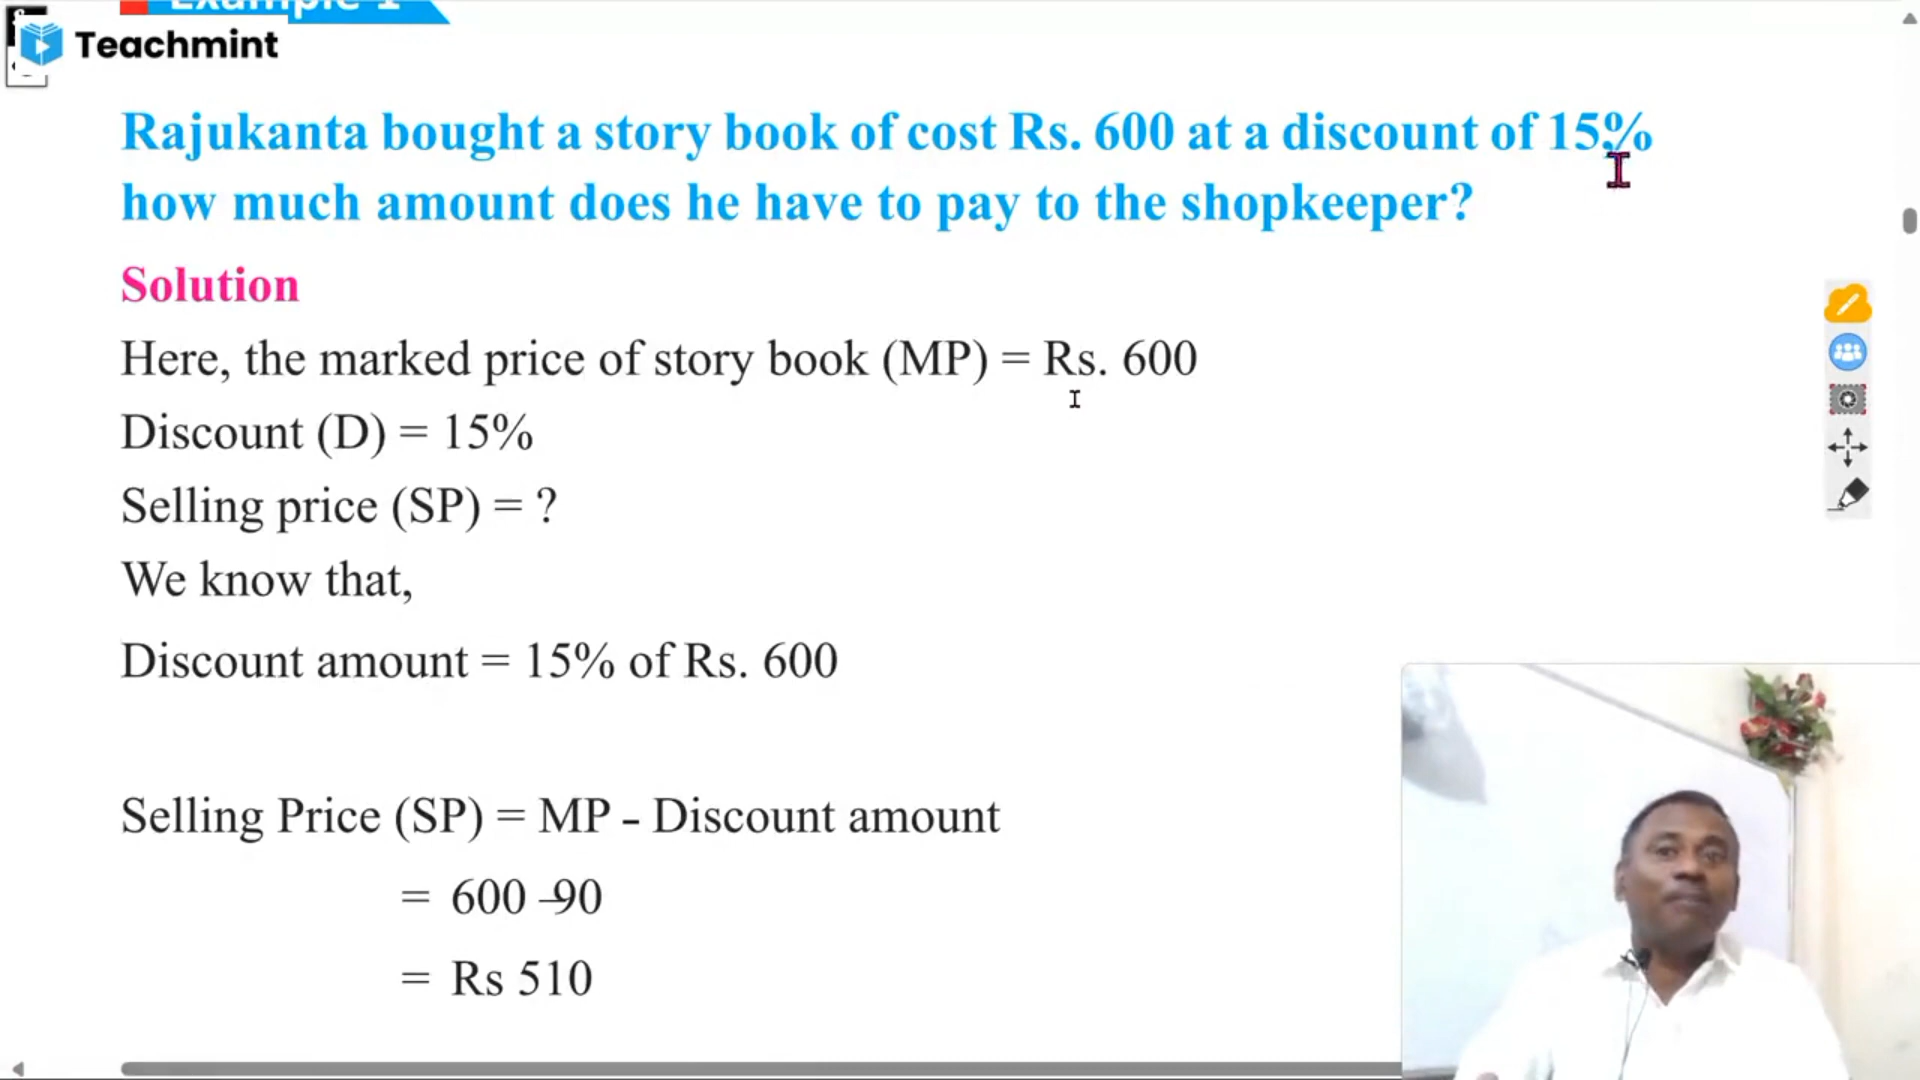 Example 1
Teachmint
Rajukanta bought a story book of cost Rs. 600 at a discount of 15%
how much amount does he have to pay to the shopkeeper?
Solution
Here, the marked price of story book (MP) = Rs. 600
Discount (D) = 15%
Selling price (SP) = ?
We know that,
Discount amount = 15% of Rs. 600
Selling Price (SP) = MP - Discount amount
= 600 –90
= Rs 510